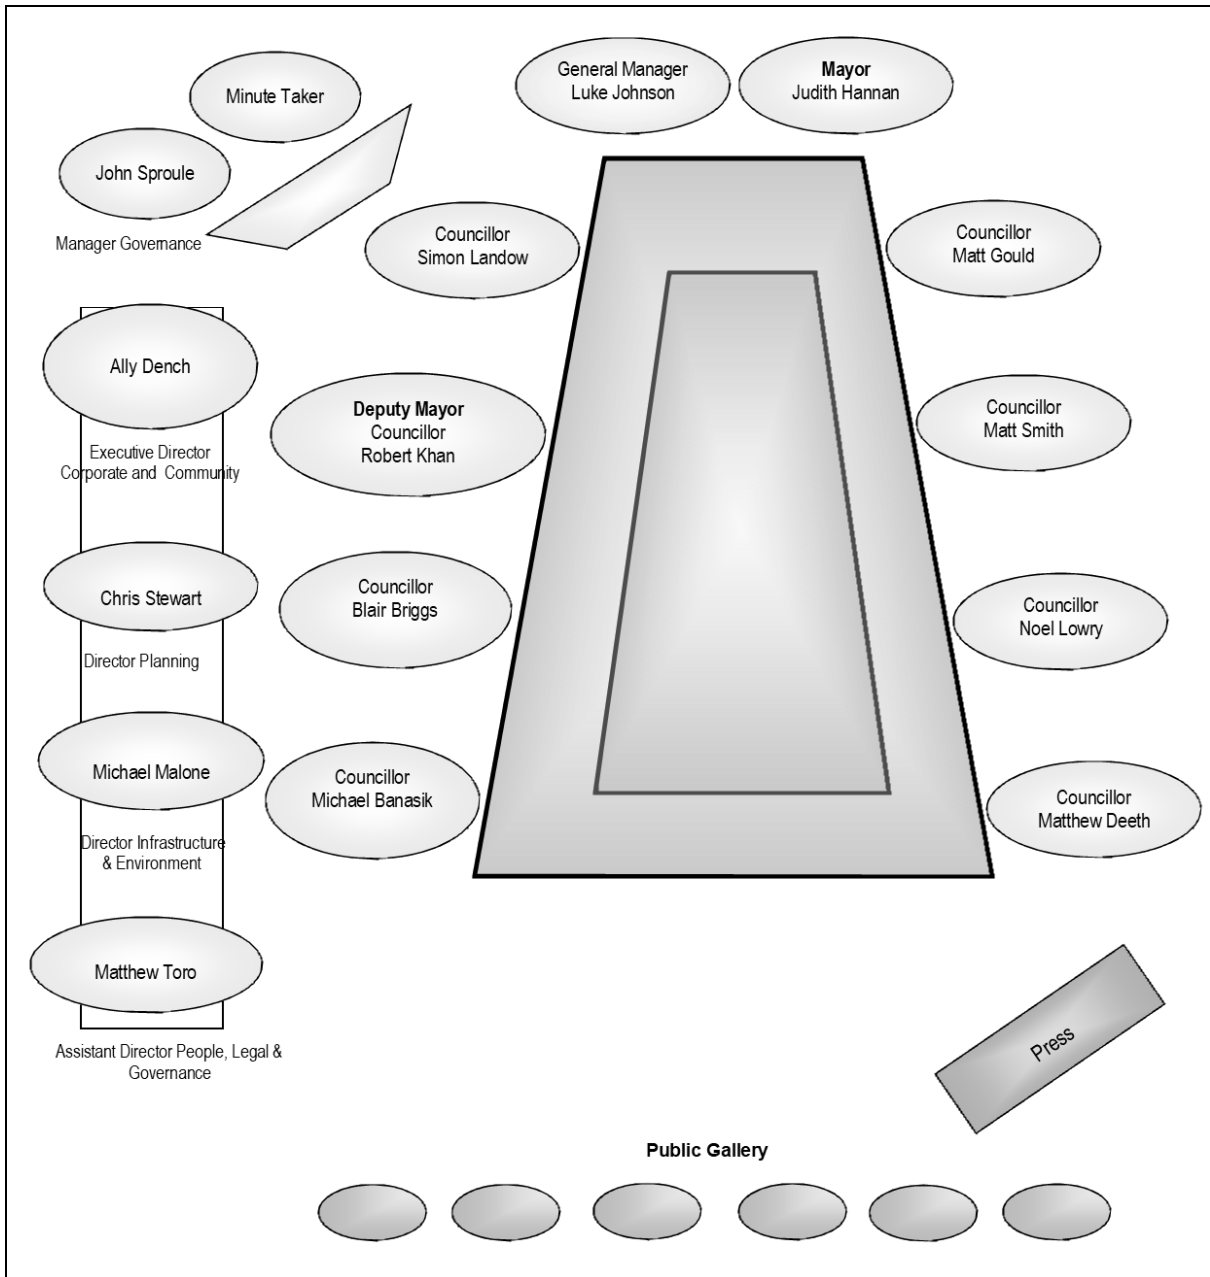 General Manager
Luke Johnson
Mayor
Judith Hannan
Minute Taker
John Sproule
Manager Governance
Councillor
Simon Landow
Councillor
Matt Gould
Ally Dench
Executive Director
Corporate and Community
Deputy Mayor
Councillor
Robert Khan
Councillor
Matt Smith
Chris Stewart
Director Planning
Councillor
Blair Briggs
Councillor
Noel Lowry
Michael Malone
Director Infrastructure
& Environment
Councillor
Michael Banasik
Councillor
Matthew Deeth
Matthew Toro
Assistant Director People, Legal &
Governance
Press
Public Gallery